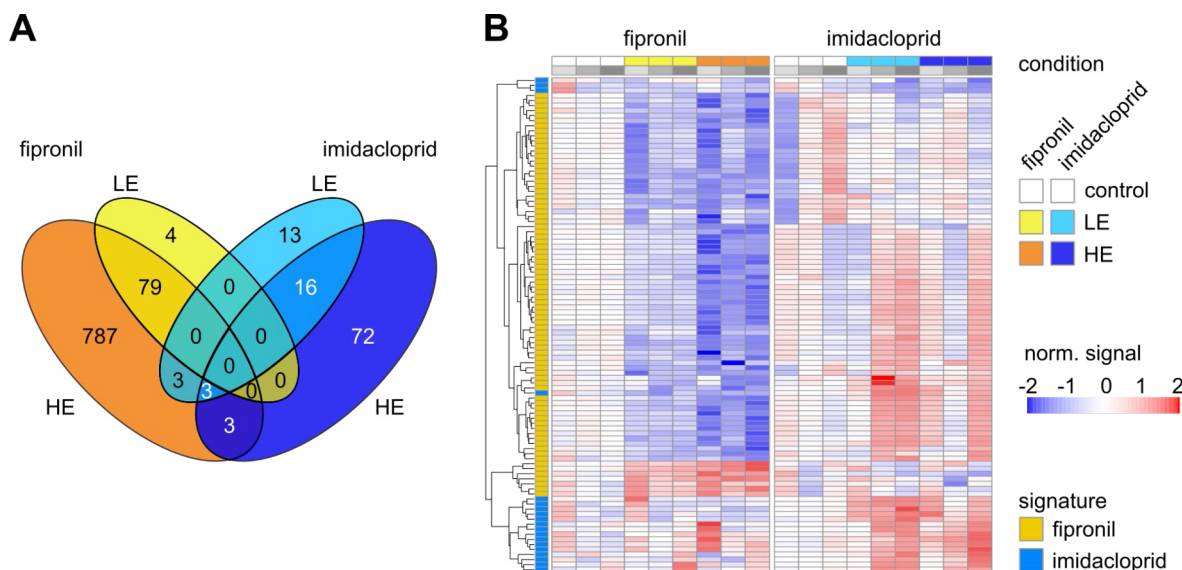 A
fipronil
imidacloprid
LE
LE
4
13
79
0
16
787
0
0
72
0
3
3
0
0
HE
3
HE
B
fipronil
imidacloprid
condition
fipronil
imidacloprid
control
LE
HE
norm. signal
-2 -1 0 1 2
signature
fipronil
imidacloprid